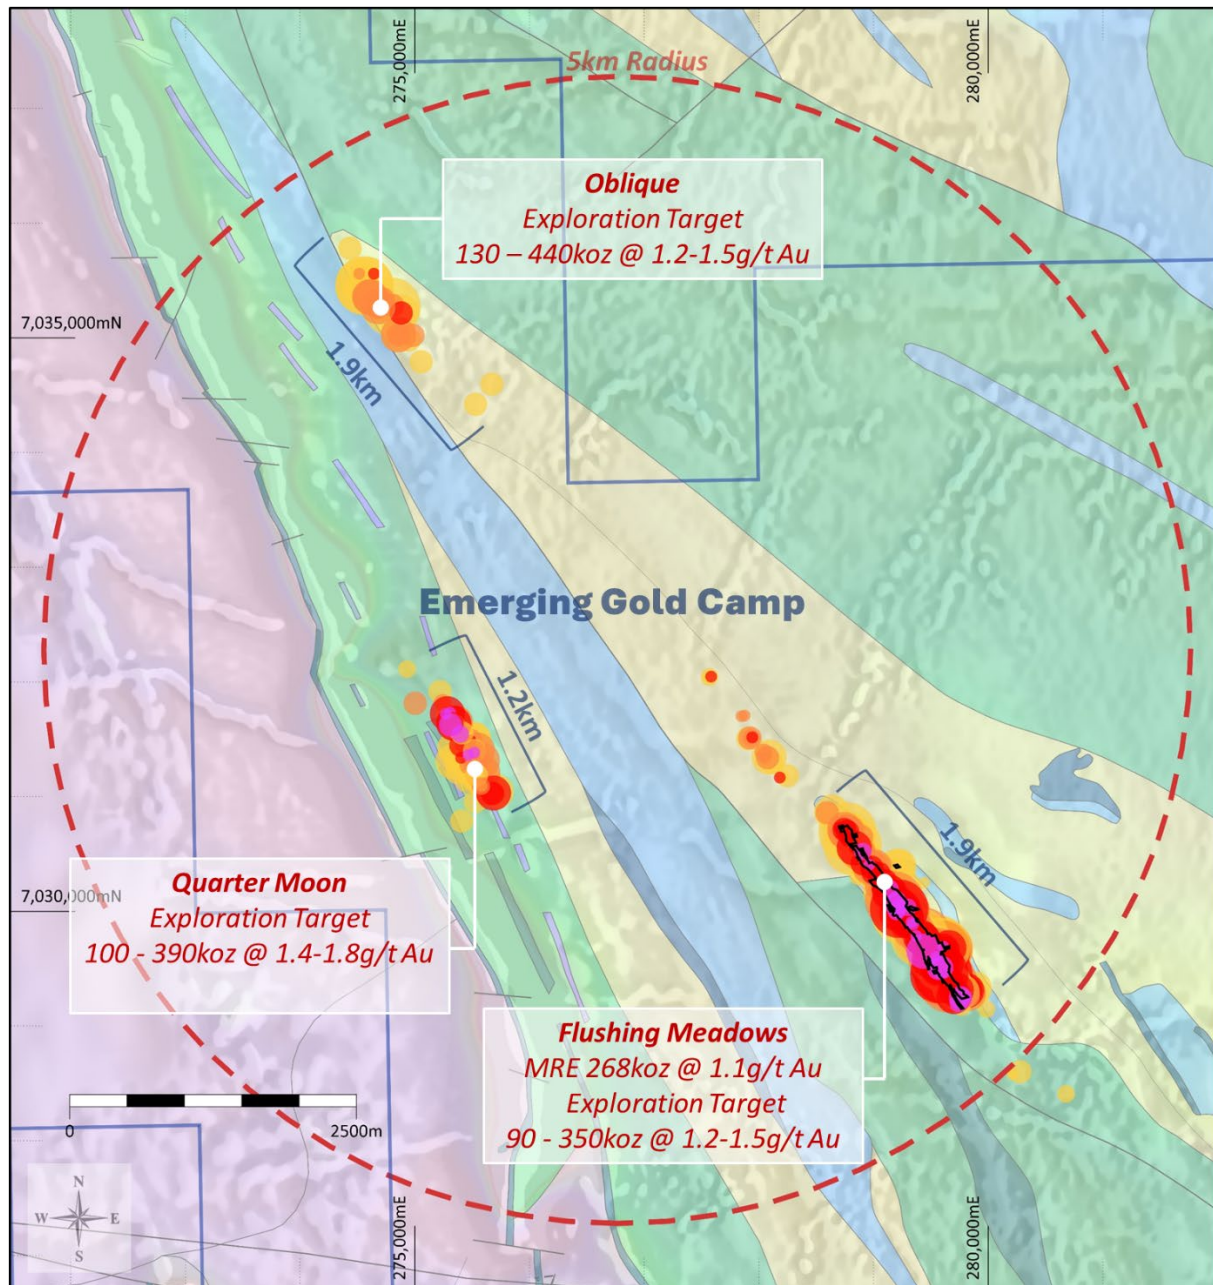 5km Radius
275,000mE
280,000mE
Oblique
Exploration Target
130 – 440koz @ 1.2-1.5g/t Au
7,035,000mN
1.9km
Emerging Gold Camp
1.2km
1.9km
Quarter Moon
Exploration Target
100 - 390koz @ 1.4-1.8g/t Au
7,030,000mN
Flushing Meadows
MRE 268koz @ 1.1g/t Au
Exploration Target
90 - 350koz @ 1.2-1.5g/t Au
0 2500m
N
W E
S
275,000mE
280,000mE